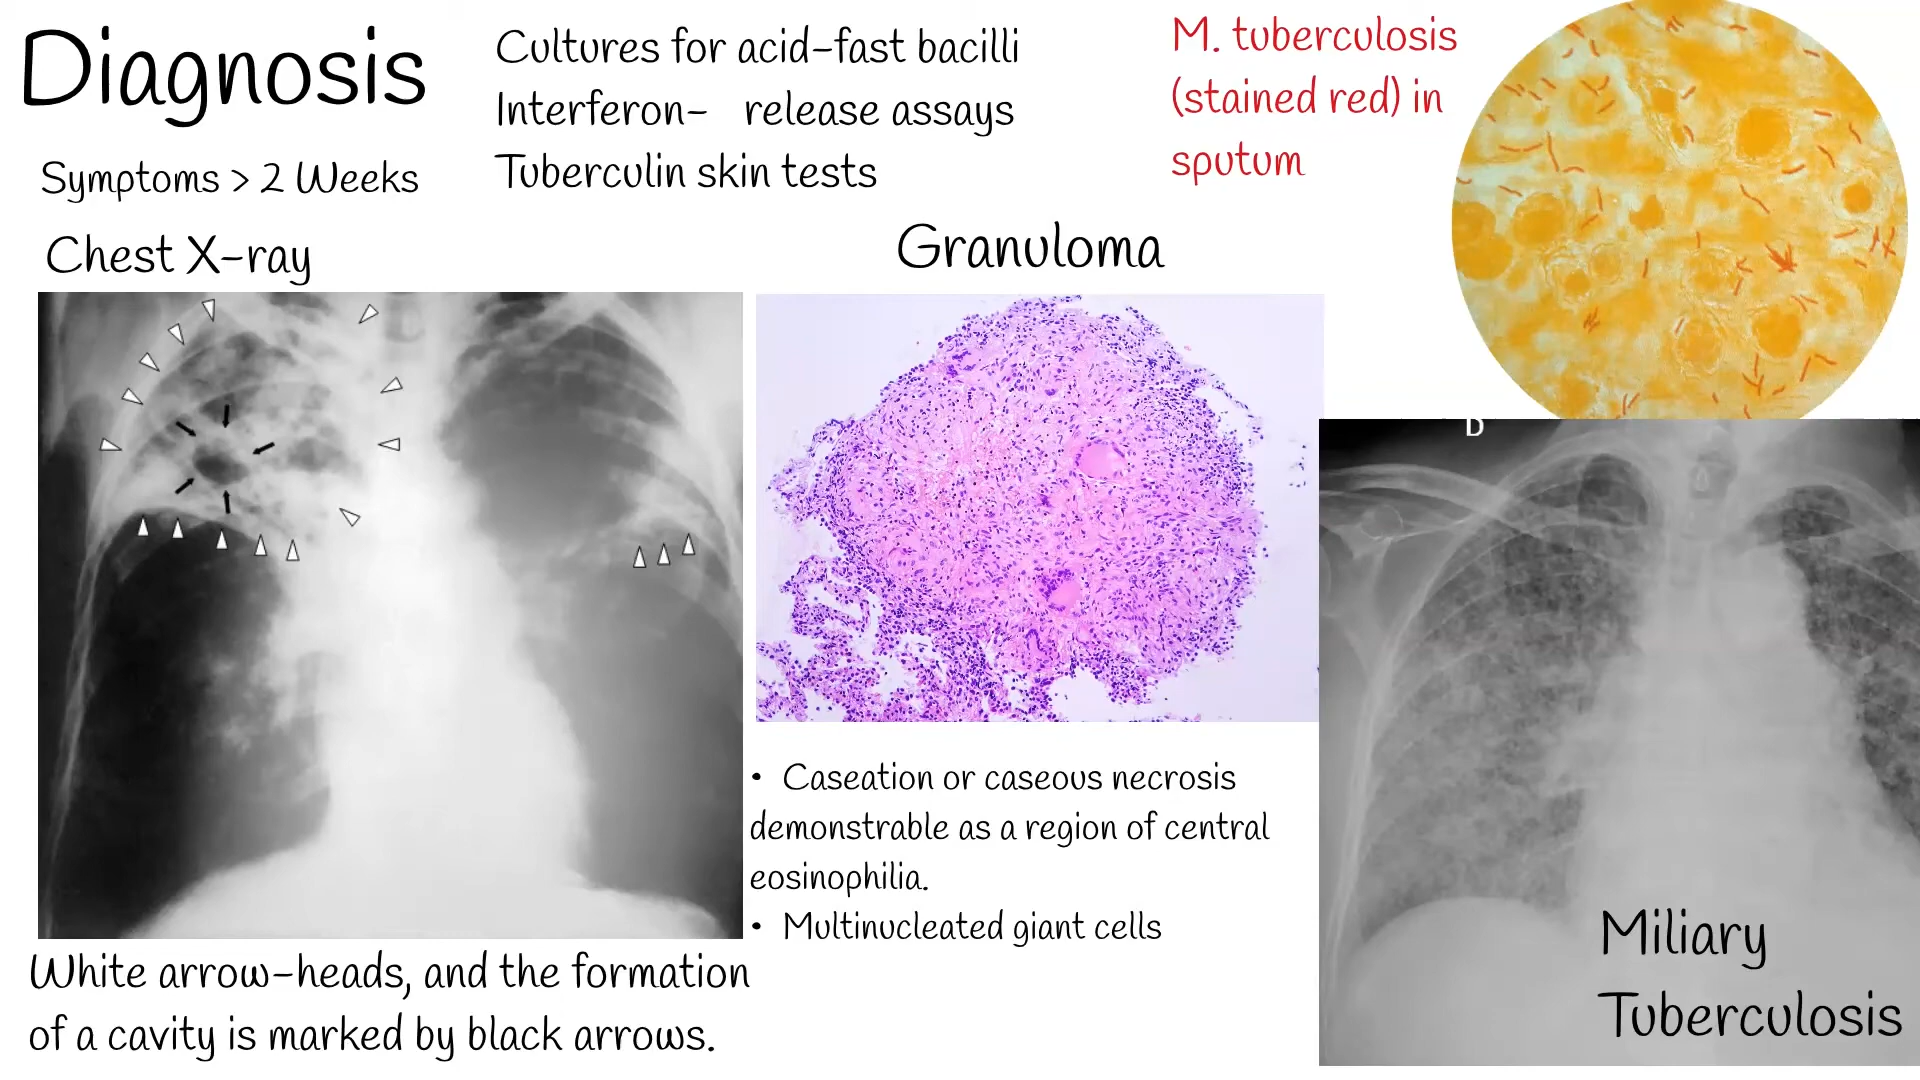 Diagnosis
Symptoms > 2 Weeks
Cultures for acid-fast bacilli
Interferon- release assays
Tuberculin skin tests
M. tuberculosis
(stained red) in
sputum
Chest X-ray
Granuloma
D
• Caseation or caseous necrosis
demonstrable as a region of central
eosinophilia.
• Multinucleated giant cells
White arrow-heads, and the formation
of a cavity is marked by black arrows.
Miliary
Tuberculosis